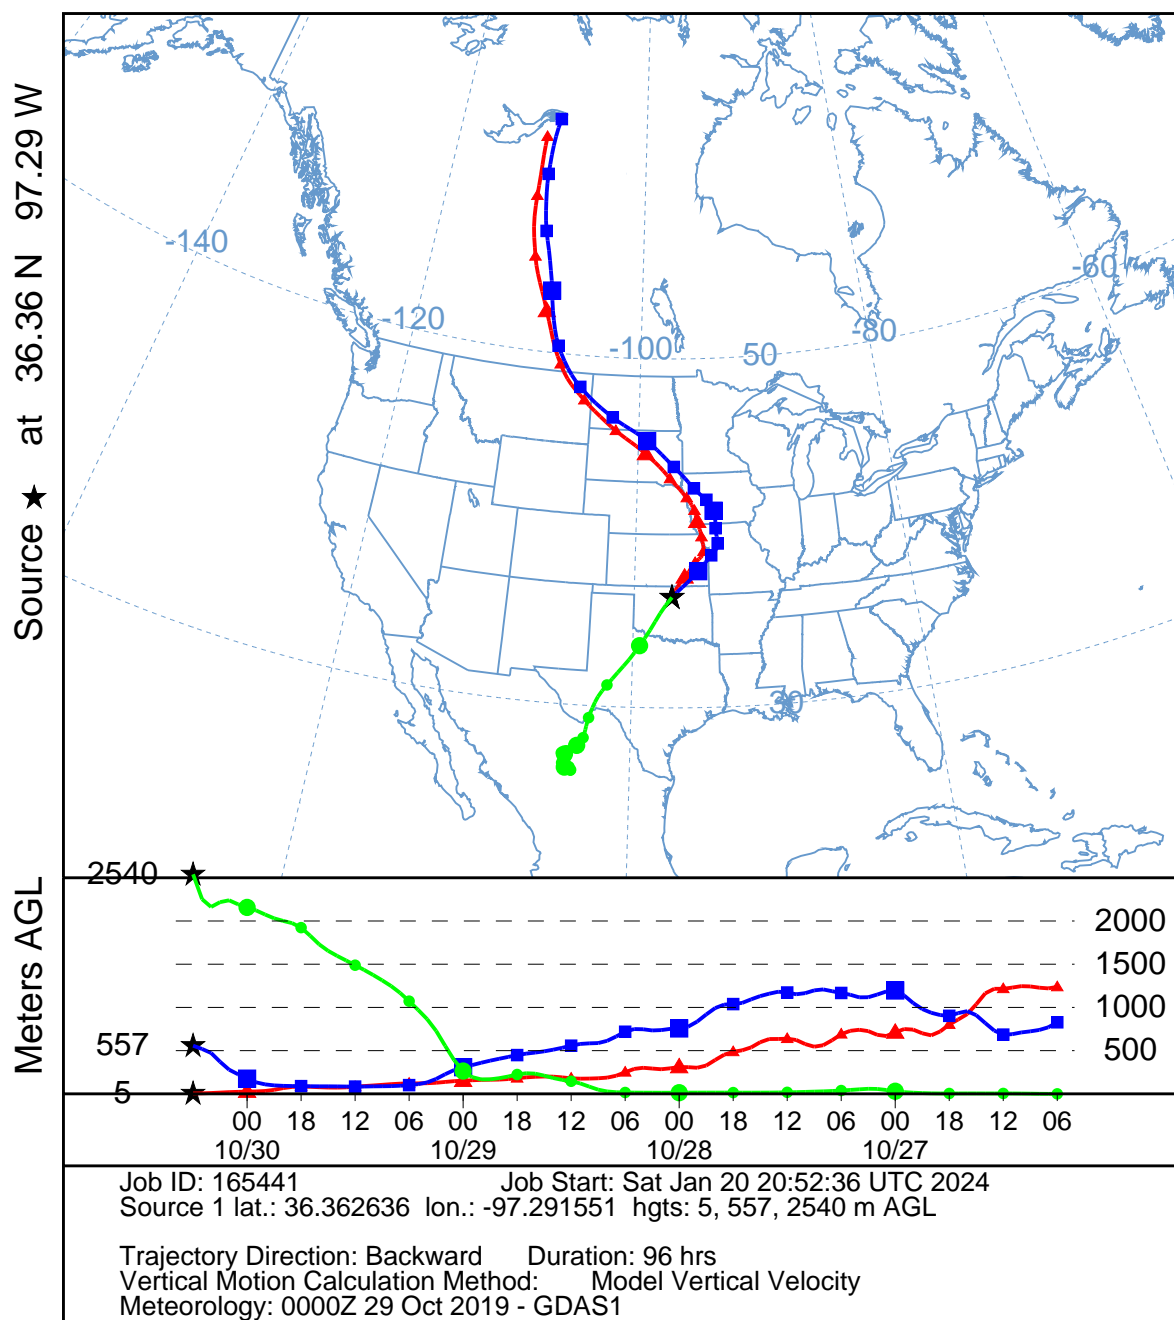 Source ★ at 36.36 N 97.29 W
-140
-120
-100
-80
-60
50
30
Meters AGL
2540
557
5
2000
1500
1000
500
00 18 12 06 00 18 12 06 00 18 12 06 00 18 12 06
10/30 10/29 10/28 10/27
Job ID: 165441 Job Start: Sat Jan 20 20:52:36 UTC 2024
Source 1 lat.: 36.362636 lon.: -97.291551 hgts: 5, 557, 2540 m AGL
Trajectory Direction: Backward Duration: 96 hrs
Vertical Motion Calculation Method: Model Vertical Velocity
Meteorology: 0000Z 29 Oct 2019 - GDAS1